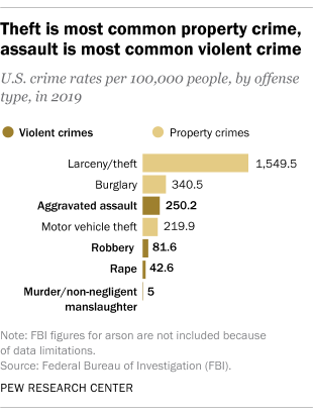 Theft is most common property crime,
assault is most common violent crime
U.S. crime rates per 100,000 people, by offense
type, in 2019
Violent crimes Property crimes
Larceny/theft 1,549.5
Burglary 340.5
Aggravated assault 250.2
Motor vehicle theft 219.9
Robbery 81.6
Rape 42.6
Murder/non-negligent 5
manslaughter
Note: FBI figures for arson are not included because
of data limitations.
Source: Federal Bureau of Investigation (FBI).
PEW RESEARCH CENTER